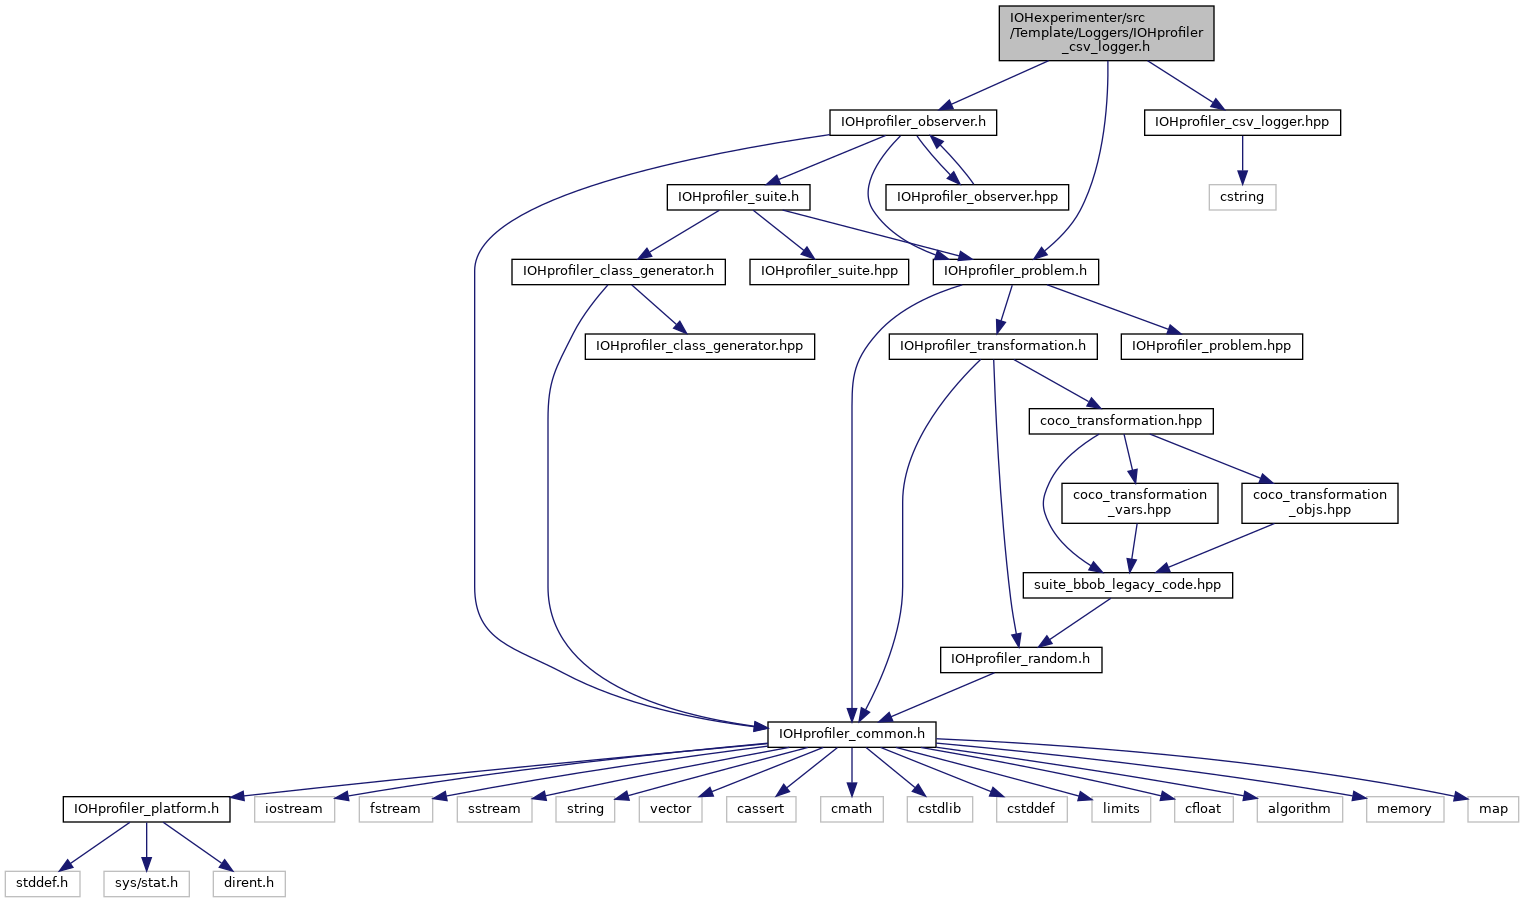 IOHexperimenter/src
/Template/Loggers/IOHprofiler
_csv_logger.h
IOHprofiler_observer.h
IOHprofiler_csv_logger.hpp
IOHprofiler_suite.h
IOHprofiler_observer.hpp
cstring
IOHprofiler_class_generator.h
IOHprofiler_suite.hpp
IOHprofiler_problem.h
IOHprofiler_class_generator.hpp
IOHprofiler_transformation.h
IOHprofiler_problem.hpp
coco_transformation.hpp
coco_transformation
_vars.hpp
coco_transformation
_objs.hpp
suite_bbob_legacy_code.hpp
IOHprofiler_random.h
IOHprofiler_common.h
IOHprofiler_platform.h
iostream
fstream
sstream
string
vector
cassert
cmath
cstdlib
cstddef
limits
cfloat
algorithm
memory
map
stddef.h
sys/stat.h
dirent.h